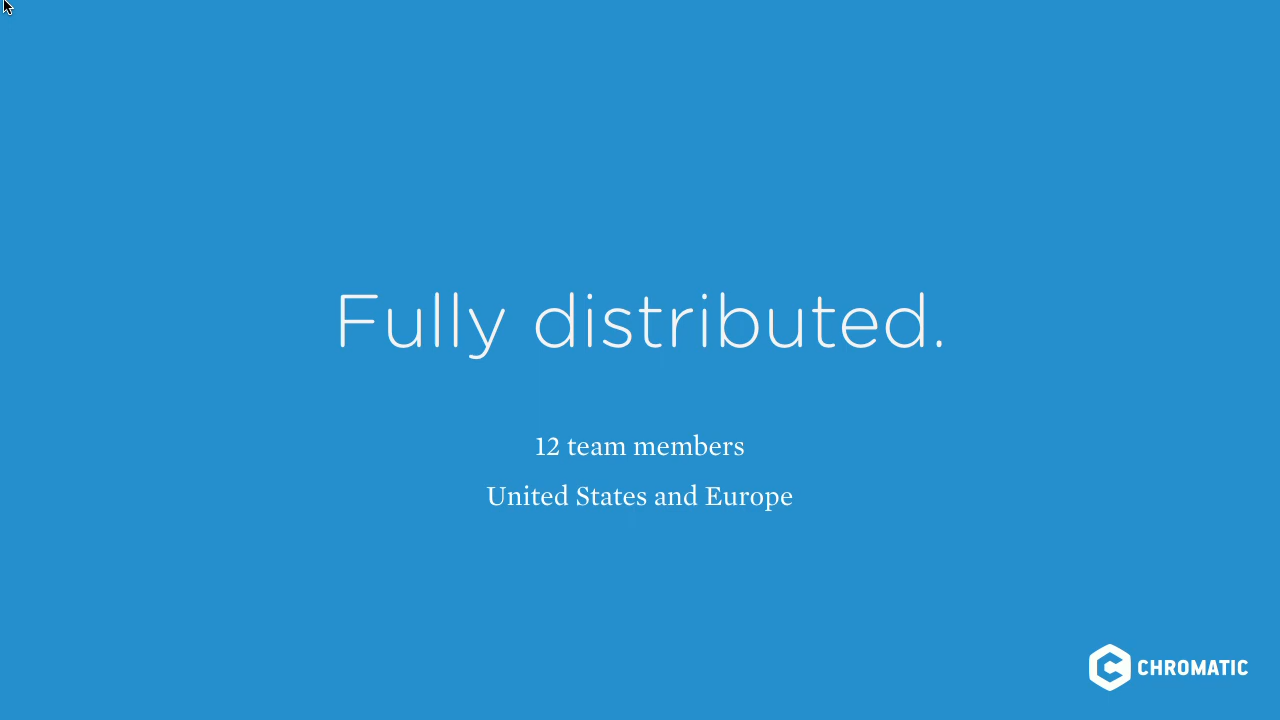 Fully distributed.
12 team members
United States and Europe
CHROMATIC